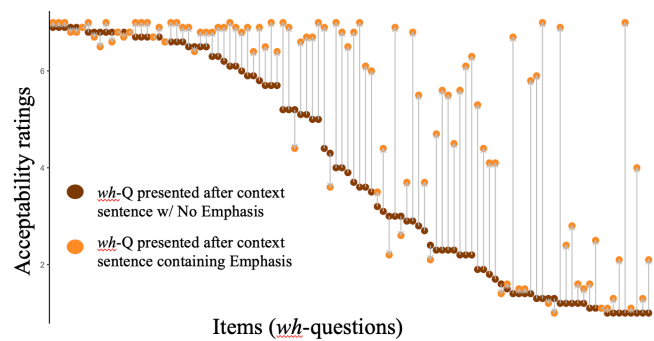 Acceptability ratings
6
4
2
wh-Q presented after context
sentence w/ No Emphasis
wh-Q presented after context
sentence containing Emphasis
Items (wh-questions)